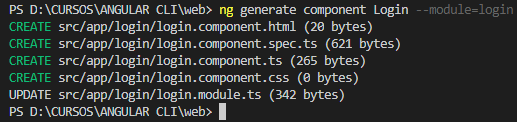 PS D:\CURSOS\ANGULAR CLI\web> ng generate component Login --module=login
CREATE src/app/login/login.component.html (20 bytes)
CREATE src/app/login/login.component.spec.ts (621 bytes)
CREATE src/app/login/login.component.ts (265 bytes)
CREATE src/app/login/login.component.css (0 bytes)
UPDATE src/app/login/login.module.ts (342 bytes)
PS D:\CURSOS\ANGULAR CLI\web>